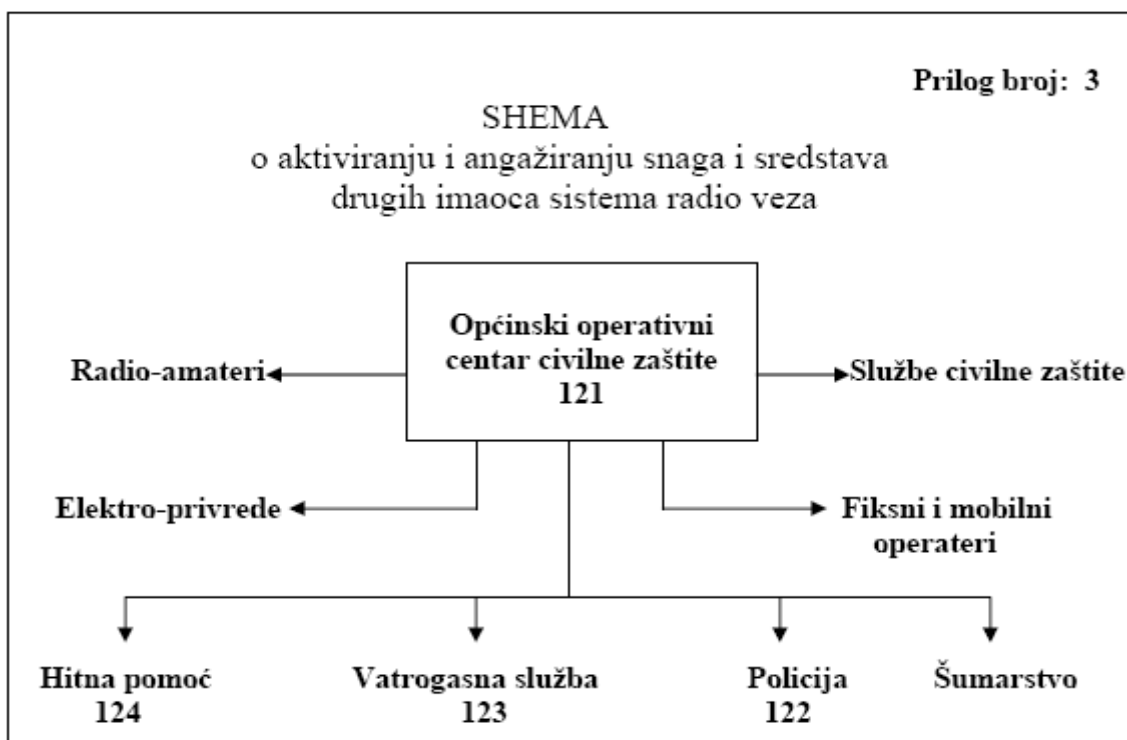 Prilog broj: 3
SHEMA
o aktiviranju i angažiranju snaga i sredstava
drugih imaoca sistema radio veza
Općinski operativni
centar civilne zaštite
121
Radio-amateri
Službe civilne zaštite
Elektro-privrede
Fiksni i mobilni
operateri
Hitna pomoć
124
Vatrogasna služba
123
Policija
122
Šumarstvo